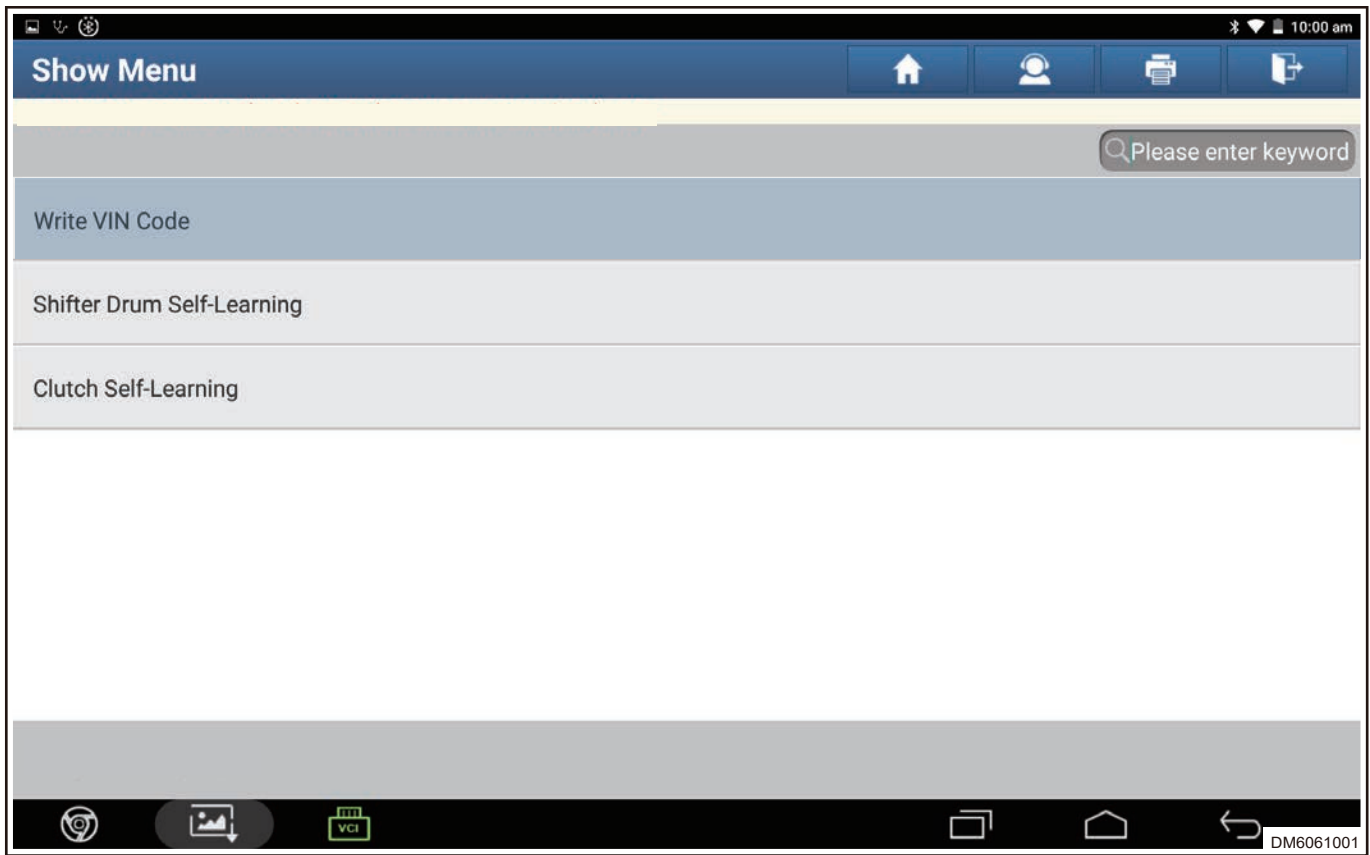 10:00 am
Show Menu
Please enter keyword
Write VIN Code
Shifter Drum Self-Learning
Clutch Self-Learning
VCI
DM6061001